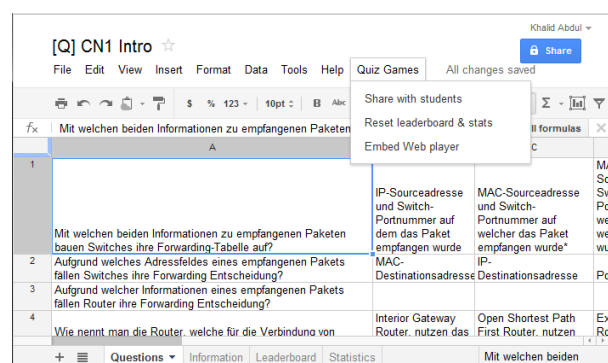 Khalid Abdul
[Q] CN1 Intro
Share
File Edit View Insert Format Data Tools Help Quiz Games All changes saved
$ % 123 10pt B Abc
Share with students
Reset leaderboard & stats
Embed Web player
fx Mit welchen beiden Informationen zu empfangenen Paketen
ll formulas
A C
1
Mit welchen beiden Informationen zu empfangenen Paketen
bauen Switches ihre Forwarding-Tabelle auf?
IP-Sourceadresse
und Switch-
Portnummer auf
dem das Paket
empfangen wurde
MAC-Sourceadresse
und Switch-
Portnummer auf
welcher das Paket
empfangen wurde*
2
Aufgrund welches Adressfeldes eines empfangenen Pakets
fällen Switches ihre Forwarding Entscheidung?
MAC-
Destinationsadresse
IP-
Destinationsadresse
3
Aufgrund welcher Informationen eines empfangenen Pakets
fällen Router ihre Forwarding Entscheidung?
4
Wie nennt man die Router, welche für die Verbindung von
Interior Gateway
Router, nutzen das
Open Shortest Path
First Router, nutzen
Questions Information Leaderboard Statistics
Mit welchen beiden